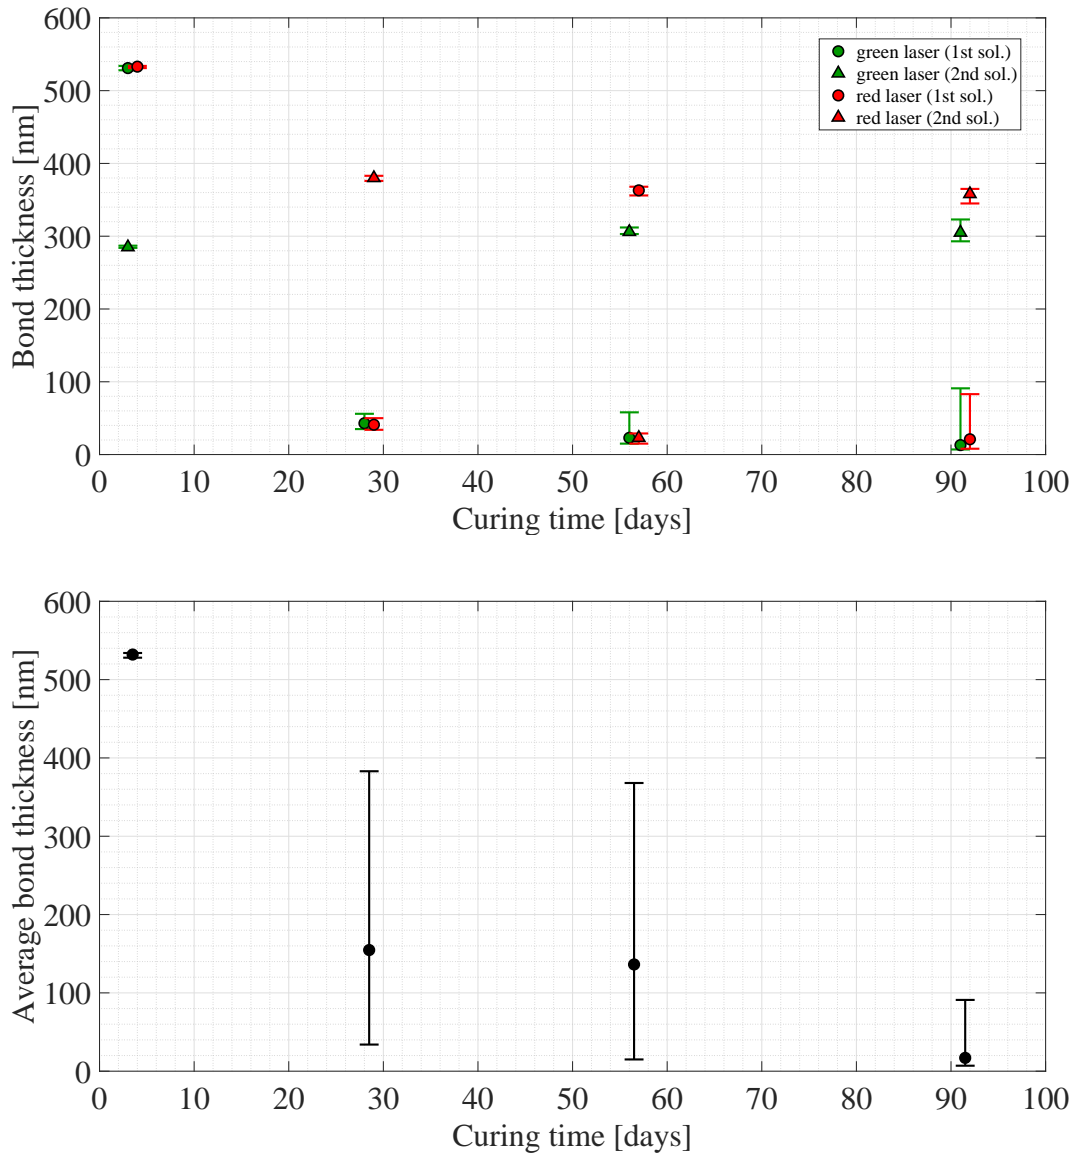 600
500
400
300
200
100
0
Bond thickness [nm]
green laser (1st sol.)
green laser (2nd sol.)
red laser (1st sol.)
red laser (2nd sol.)
0 10 20 30 40 50 60 70 80 90 100
Curing time [days]
600
500
400
300
200
100
0
Average bond thickness [nm]
0 10 20 30 40 50 60 70 80 90 100
Curing time [days]